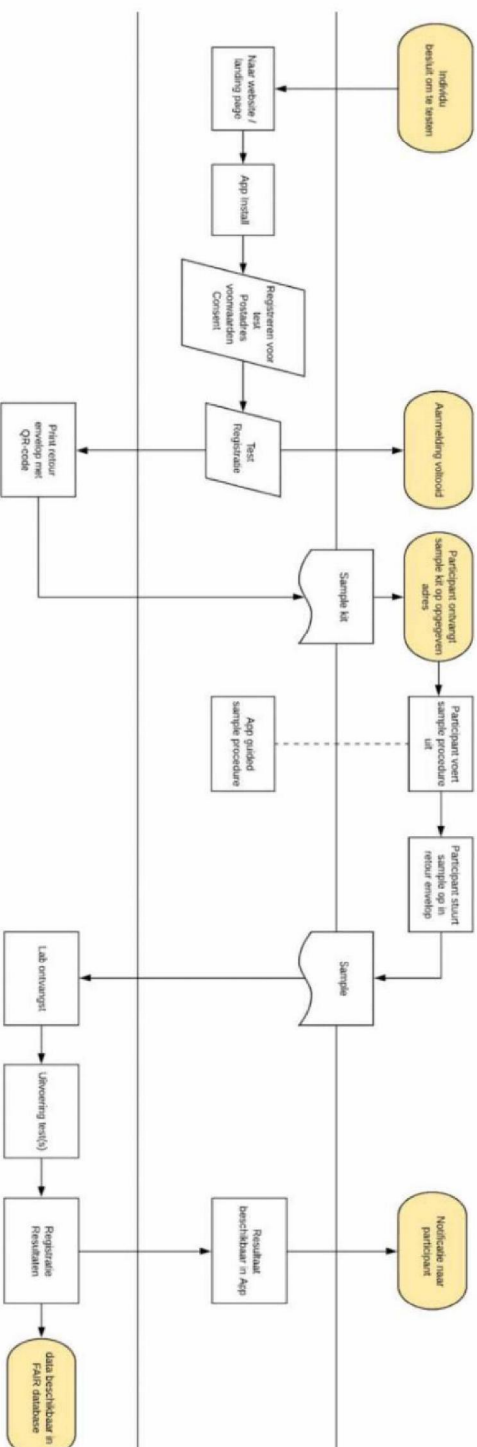 Individu
besluit om te testen
Naar website /
landing page
App Install
Registreren voor
test
Postadres
voorwaarden
Consent
Test
Registratie
Aanmelding voltooid
Print retour
envelop met
QR-code
Sample kit
Participant ontvangt
sample kit op opgegeven
adres
Participant voert
sample procedure
uit
App guided
sample procedure
Participant stuurt
sample op in
retour envelop
Sample
Lab ontvangst
Uitvoering test(s)
Registratie
Resultaten
Resultaat
beschikbaar in App
Notificatie naar
participant
data beschikbaar in
FAIR database